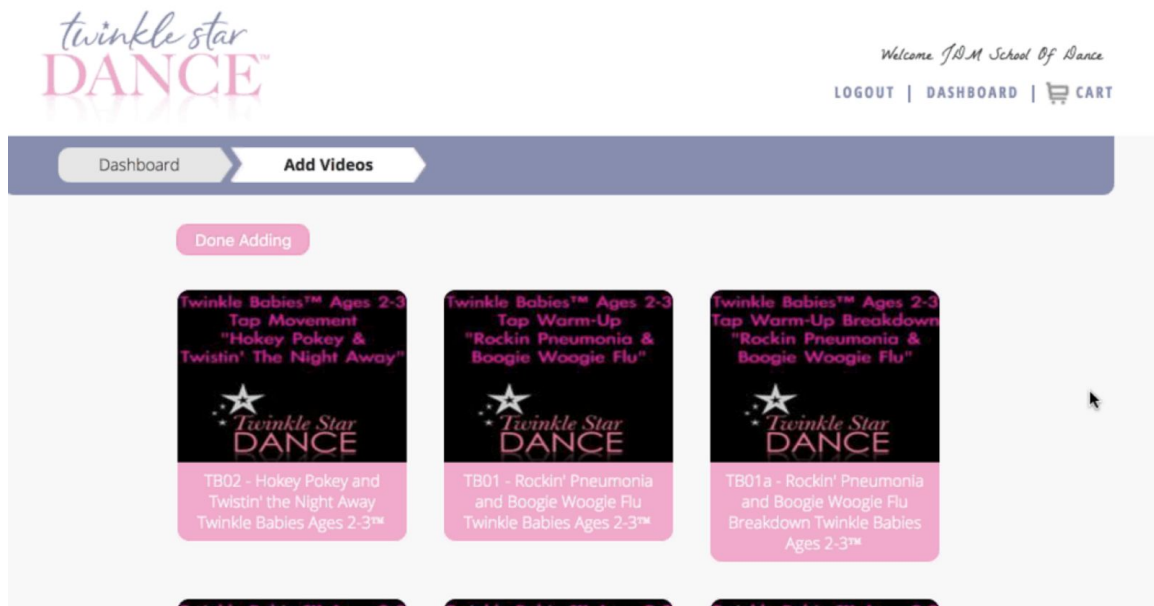 twinkle star
DANCE™
Welcome JDM School Of Dance
LOGOUT | DASHBOARD | CART
Dashboard
Add Videos
Done Adding
Twinkle Babies™ Ages 2-3
Tap Movement
"Hokey Pokey &
Twistin' The Night Away"
Twinkle Star
DANCE
TB02 - Hokey Pokey and
Twistin' the Night Away
Twinkle Babies Ages 2-3™
Twinkle Babies™ Ages 2-3
Tap Warm-Up
"Rockin Pneumonia &
Boogie Woogie Flu"
Twinkle Star
DANCE
TB01 - Rockin' Pneumonia
and Boogie Woogie Flu
Twinkle Babies Ages 2-3™
Twinkle Babies™ Ages 2-3
Tap Warm-Up Breakdown
"Rockin Pneumonia &
Boogie Woogie Flu"
Twinkle Star
DANCE
TB01a - Rockin' Pneumonia
and Boogie Woogie Flu
Breakdown Twinkle Babies
Ages 2-3™